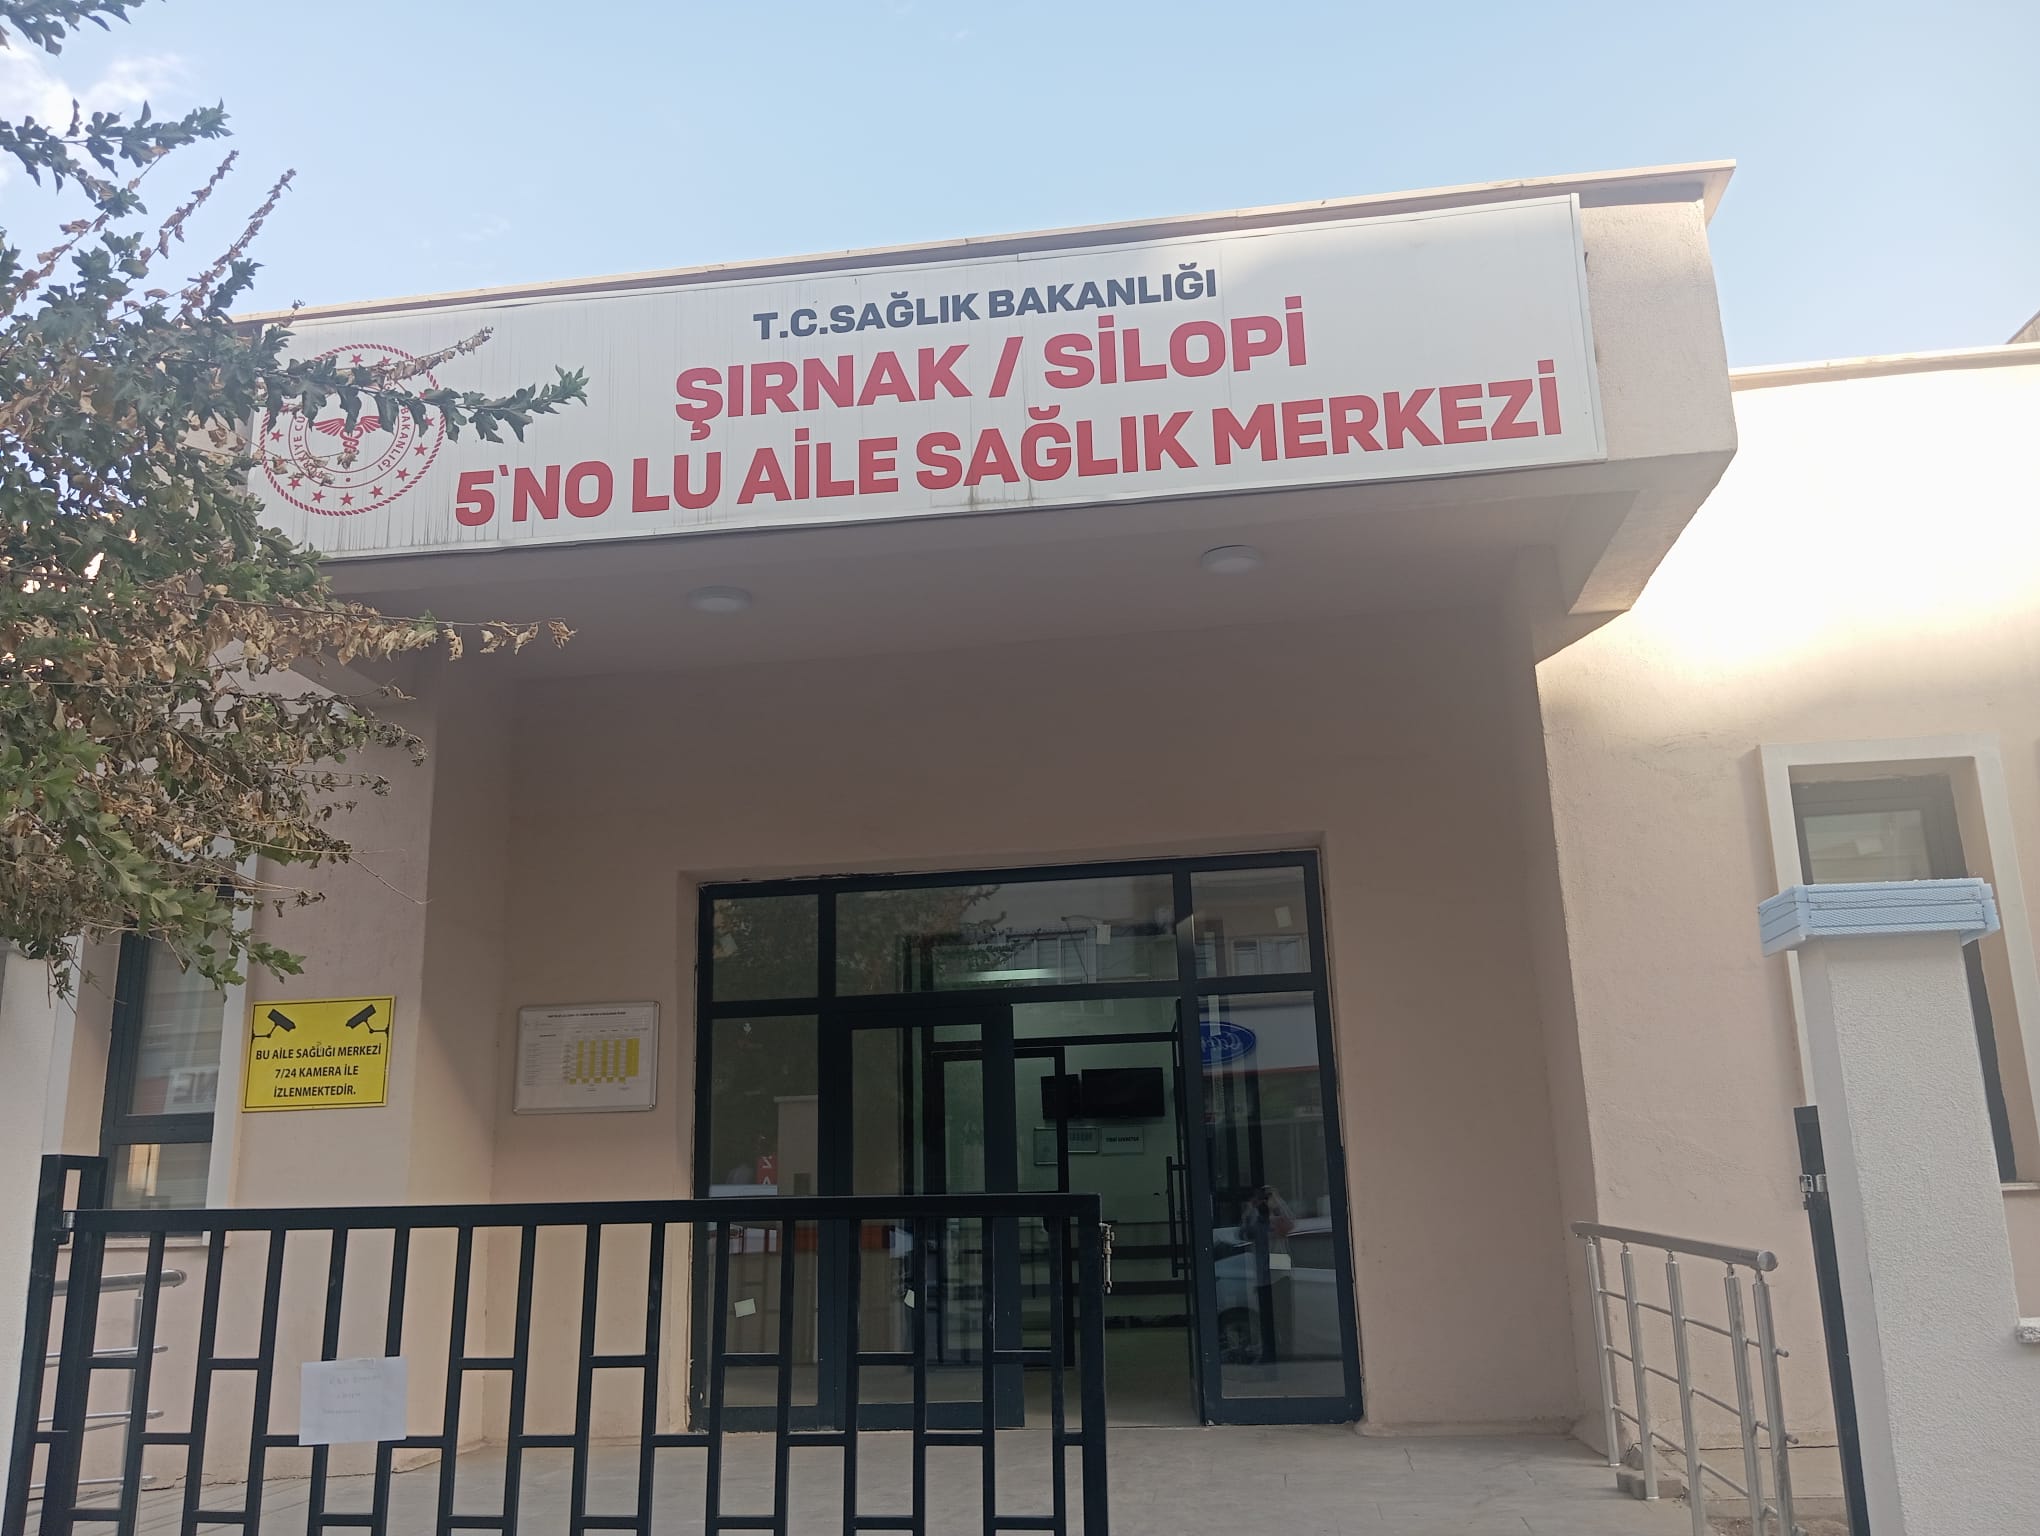 T.C.SAĞLIK BAKANLIĞI
ŞIRNAK / SİLOPİ
5'NO LU AİLE SAĞLIK MERKEZİ
BAKANLIĞI
BU AİLE SAĞLIĞI MERKEZİ
7/24 KAMERA İLE
İZLENMEKTEDİR.